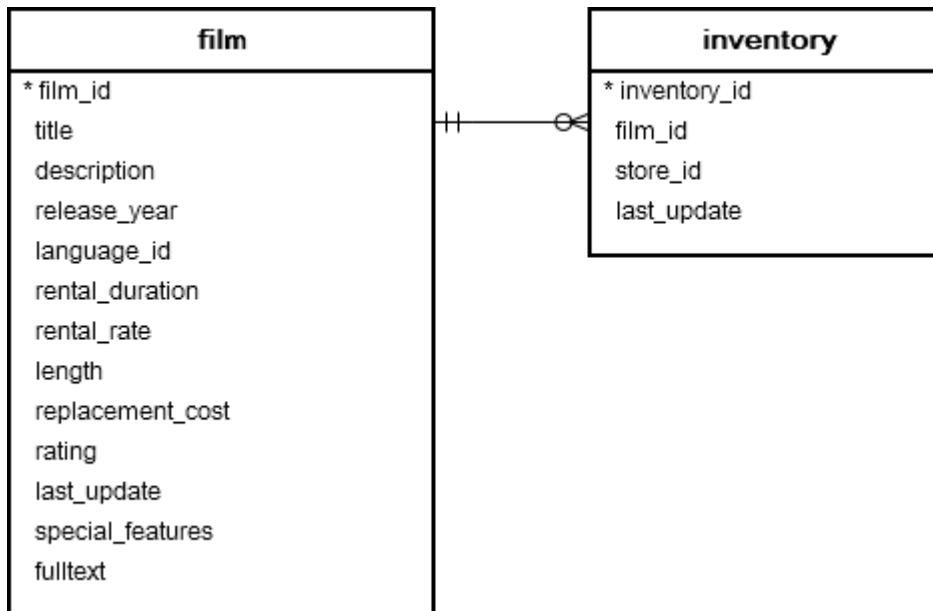 film
* film_id
title
description
release_year
language_id
rental_duration
rental_rate
length
replacement_cost
rating
last_update
special_features
fulltext
inventory
* inventory_id
film_id
store_id
last_update